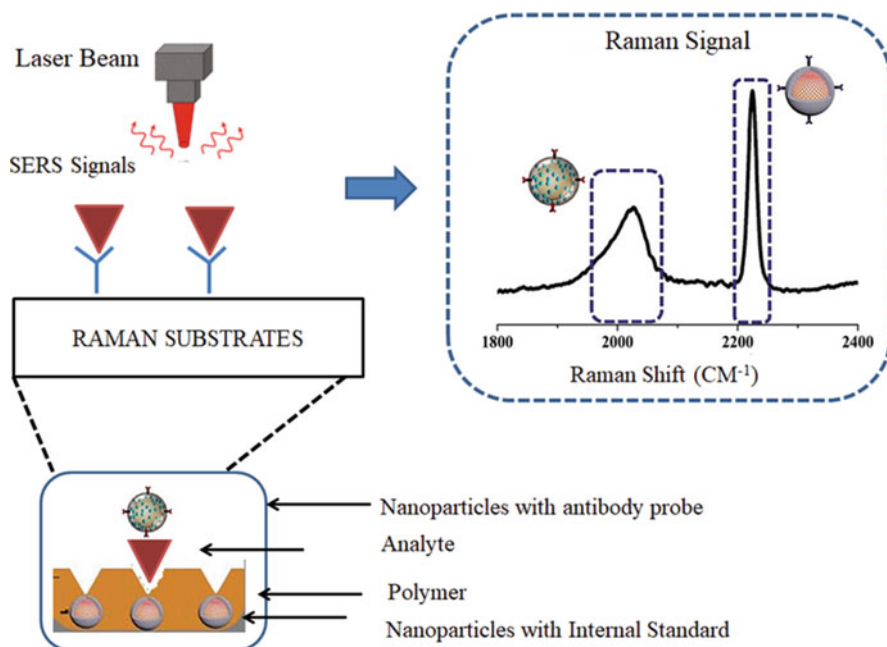 Laser Beam
SERS Signals
RAMAN SUBSTRATES
Raman Signal
1800 2000 2200 2400
Raman Shift (CM-1)
Nanoparticles with antibody probe
Analyte
Polymer
Nanoparticles with Internal Standard